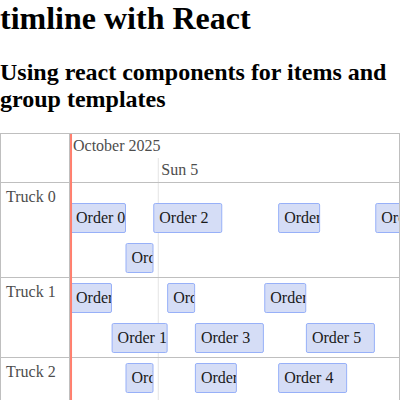 timline with React
Using react components for items and
group templates
October 2025
Sun 5
Truck 0
Order 0
Order 2
Order
Or
Orc
Truck 1
Order
Orc
Order
Order 1
Order 3
Order 5
Truck 2
Orc
Order
Order 4